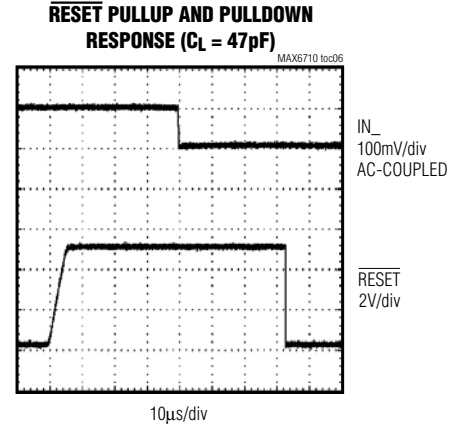 RESET PULLUP AND PULLDOWN
RESPONSE (CL = 47pF)
MAX6710 toc06
IN_
100mV/div
AC-COUPLED
RESET
2V/div
10μs/div